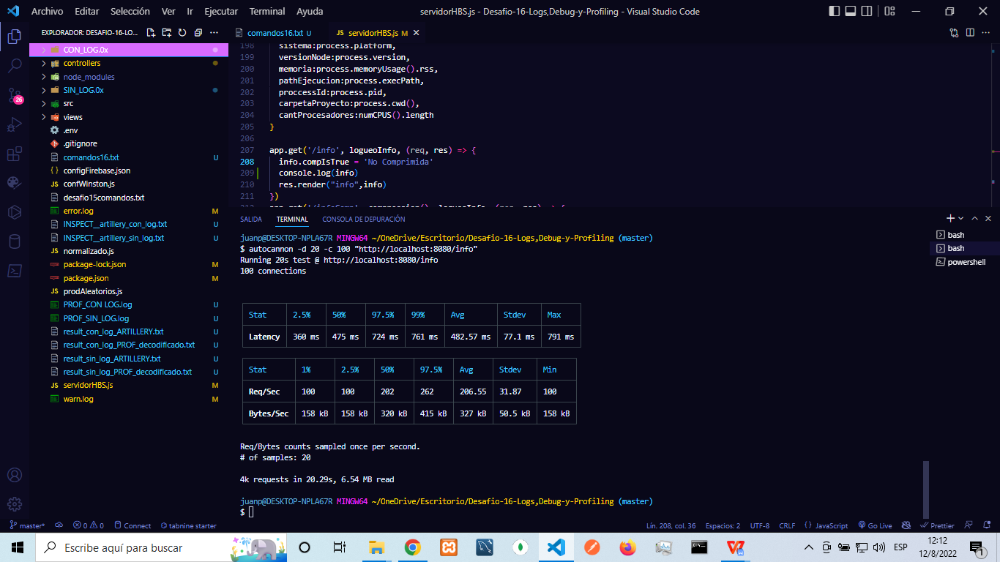 Archivo Editar Selección Ver Ir Ejecutar Terminal Ayuda
servidorHBS.js - Desafio-16-Logs,Debug-y-Profiling - Visual Studio Code
EXPLORADOR: DESAFIO-16-LO...
CON_LOG.0x
controllers
node_modules
SIN_LOG.0x
src
views
.env
.gitignore
comandos16.txt U
configFirebase.json
JS confWinston.js
desafio15comandos.txt
error.log M
INSPECT__artillery_con_log.txt U
INSPECT__artillery_sin_log.txt U
JS normalizado.js
package-lock.json M
package.json M
JS prodAleatorios.js
PROF_CON LOG.log U
PROF_SIN_LOG.log U
result_con_log_ARTILLERY.txt U
result_con_log_PROF_decodificado.txt U
result_sin_log_ARTILLERY.txt U
result_sin_log_PROF_decodificado.txt U
JS servidorHBS.js M
warn.log M
26
comandos16.txt U
JS servidorHBS.js M
198 sistema:process.platform,
199 versionNode:process.version,
200 memoria:process.memoryUsage().rss,
201 pathEjecucion:process.execPath,
202 proccessId:process.pid,
203 carpetaProyecto:process.cwd(),
204 cantProcesadores:numCPUS().length
205 }
206
207 app.get('/info', logueoInfo, (req, res) => {
208 info.compIsTrue = 'No Comprimida'
209 console.log(info)
210 res.render("info",info)
211 })
212 app.get('/infoComp', compression(), logueoInfo, (req, res) => {
SALIDA TERMINAL CONSOLA DE DEPURACIÓN
bash
bash
powershell
juanp@DESKTOP-NPLA67R MINGW64 ~/OneDrive/Escritorio/Desafio-16-Logs,Debug-y-Profiling (master)
$ autocannon -d 20 -c 100 "http://localhost:8080/info"
Running 20s test @ http://localhost:8080/info
100 connections
Stat 2.5% 50% 97.5% 99% Avg Stdev Max
Latency 360 ms 475 ms 724 ms 761 ms 482.57 ms 77.1 ms 791 ms
Stat 1% 2.5% 50% 97.5% Avg Stdev Min
Req/Sec 100 100 202 262 206.55 31.87 100
Bytes/Sec 158 kB 158 kB 320 kB 415 kB 327 kB 50.5 kB 158 kB
Req/Bytes counts sampled once per second.
# of samples: 20
4k requests in 20.29s, 6.54 MB read
juanp@DESKTOP-NPLA67R MINGW64 ~/OneDrive/Escritorio/Desafio-16-Logs,Debug-y-Profiling (master)
$
master* 0 0 Connect tabnine starter
Lín. 208, col. 36 Espacios: 2 UTF-8 CRLF JavaScript Go Live Prettier
Escribe aquí para buscar
ESP
12:12
12/8/2022
1